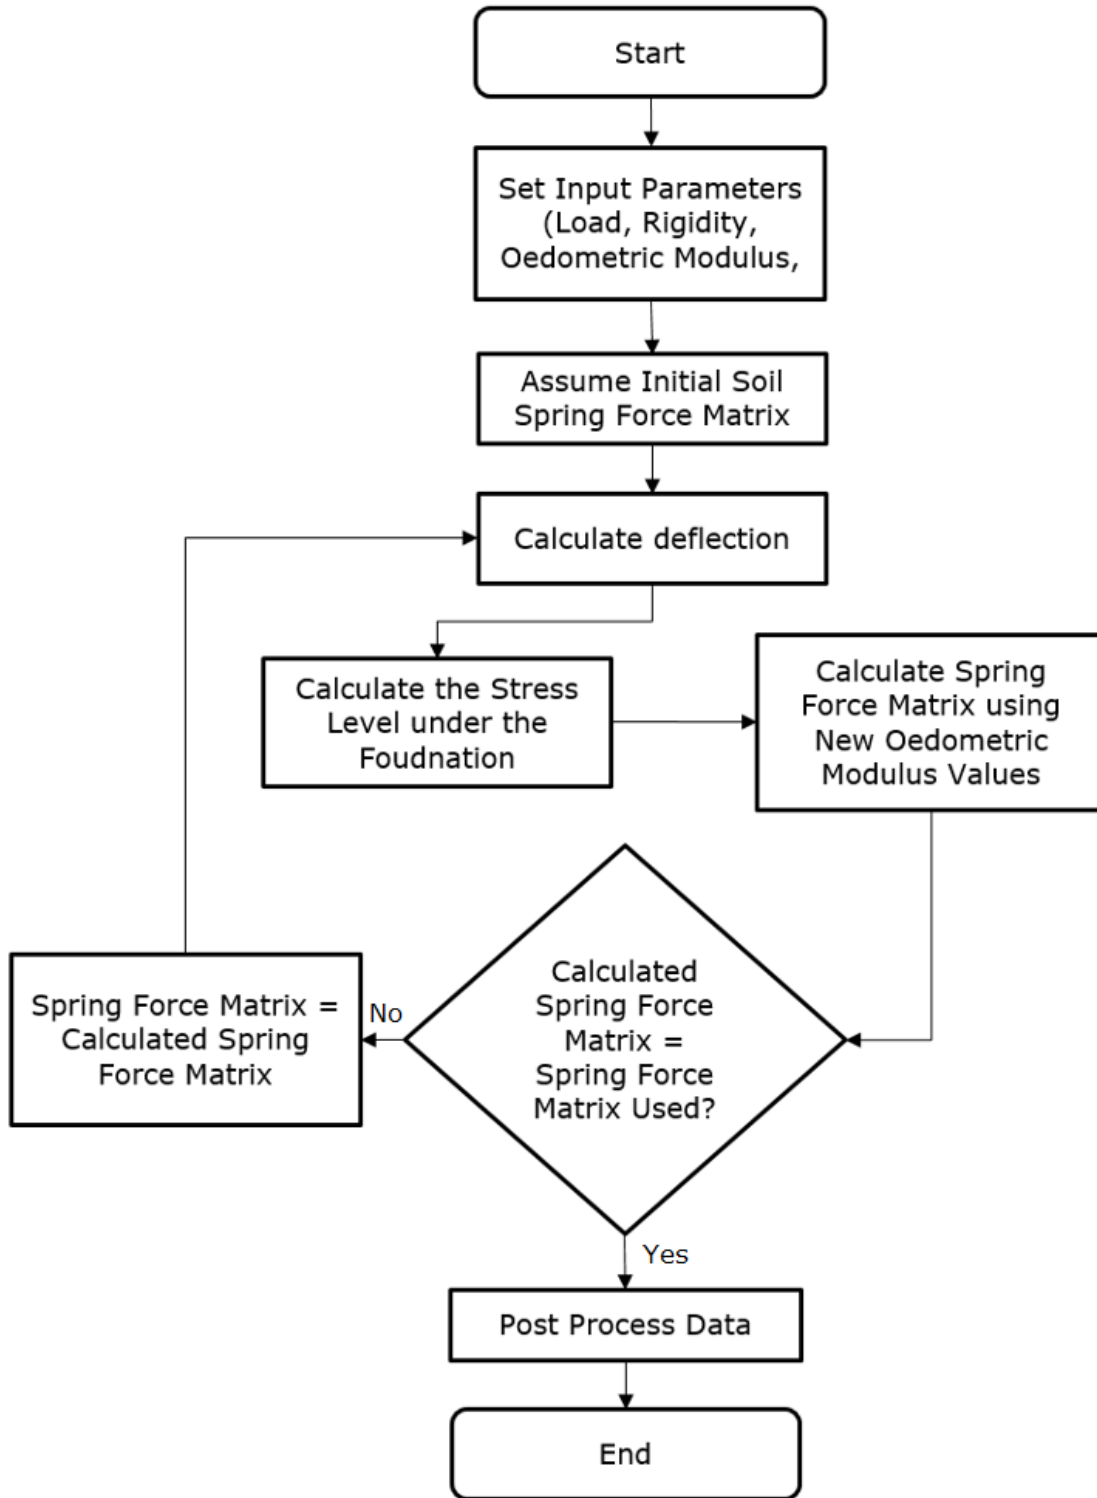 Start
Set Input Parameters
(Load, Rigidity,
Oedometric Modulus,
Assume Initial Soil
Spring Force Matrix
Calculate deflection
Calculate the Stress
Level under the
Foudnation
Calculate Spring
Force Matrix using
New Oedometric
Modulus Values
Calculated
Spring Force
Matrix =
Spring Force
Matrix Used?
No
Spring Force Matrix =
Calculated Spring
Force Matrix
Yes
Post Process Data
End